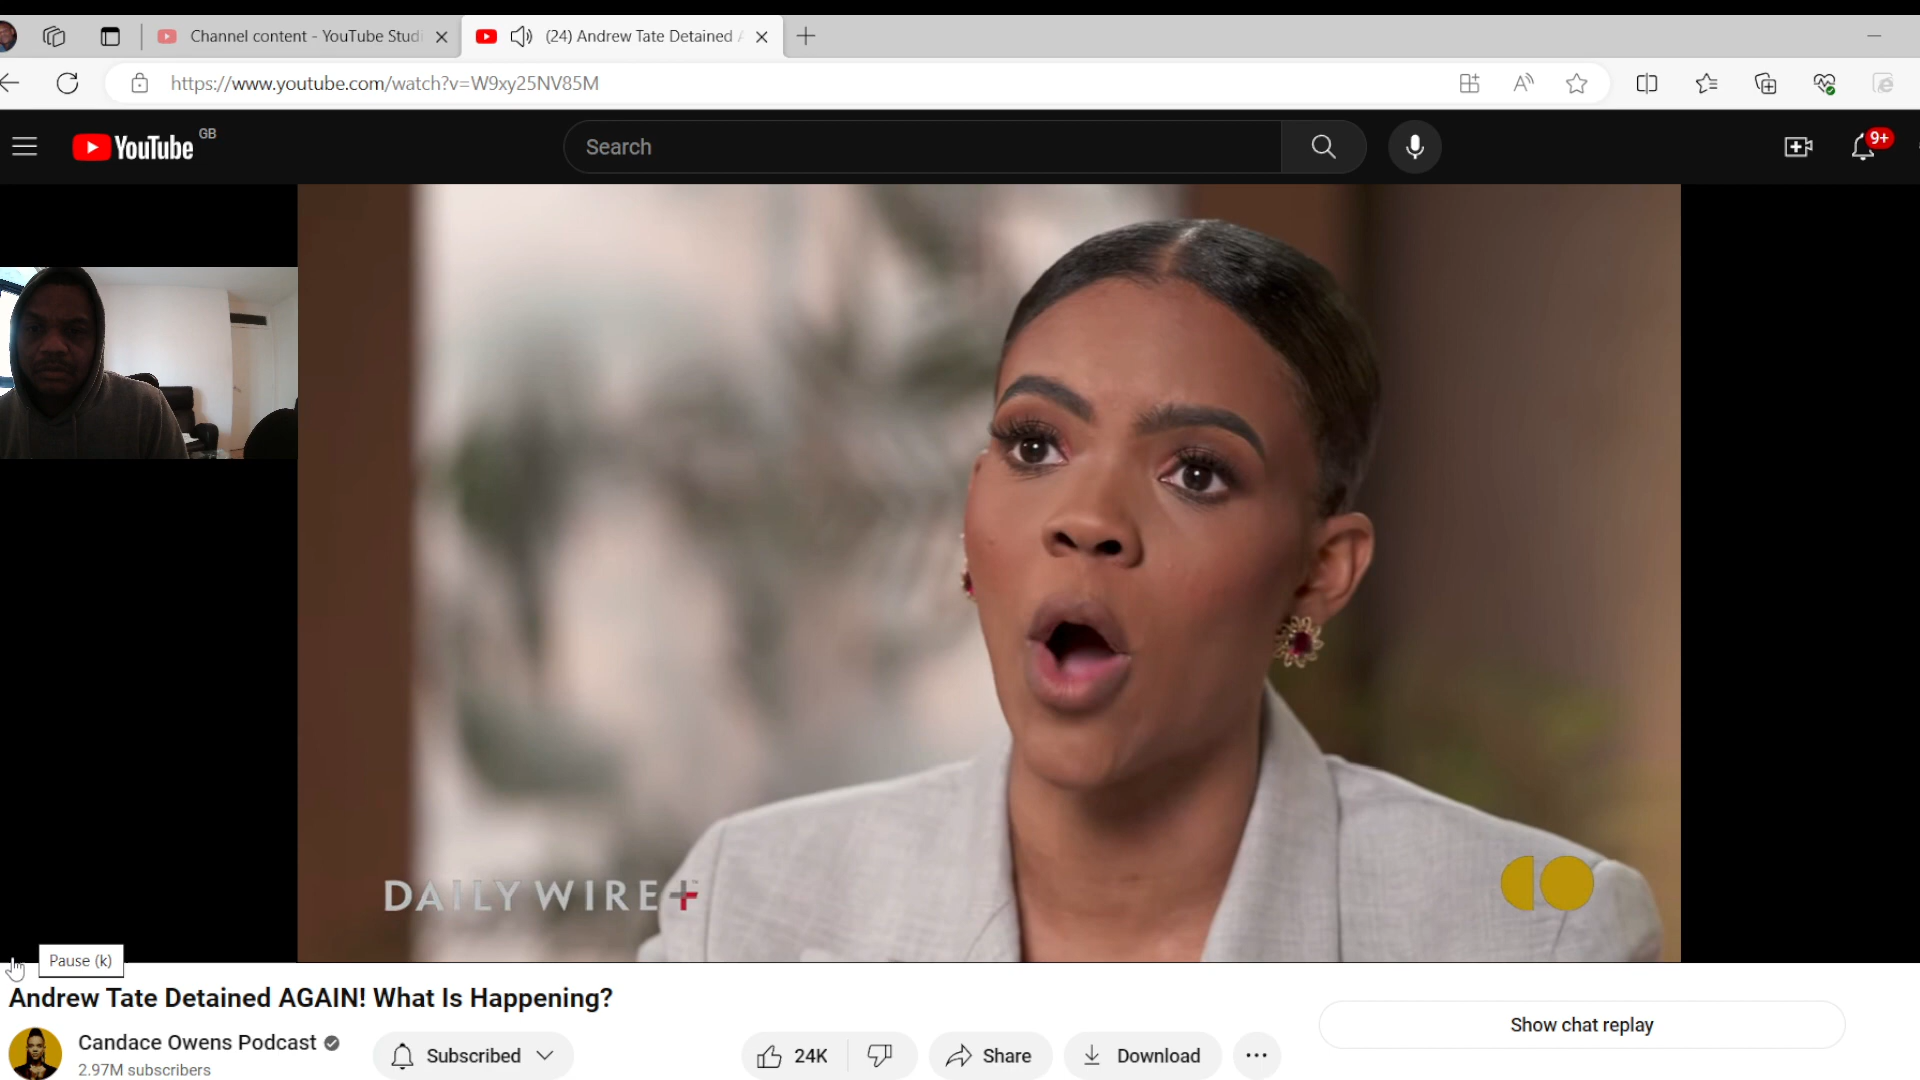 Channel content - YouTube Studi
(24) Andrew Tate Detained A
https://www.youtube.com/watch?v=W9xy25NV85M
YouTube GB
Search
9+
DAILY WIRE+
Pause (k)
Andrew Tate Detained AGAIN! What Is Happening?
Candace Owens Podcast
2.97M subscribers
Subscribed
24K
Share
Download
Show chat replay